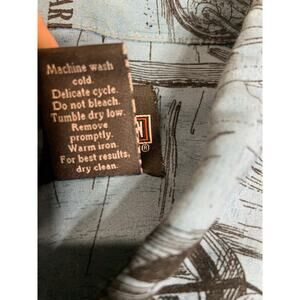 AR
Machine wash
cold.
Delicate cycle.
Do not bleach.
Tumble dry low.
Remove
promptly.
Warm iron.
For best results,
dry clean.
N
®